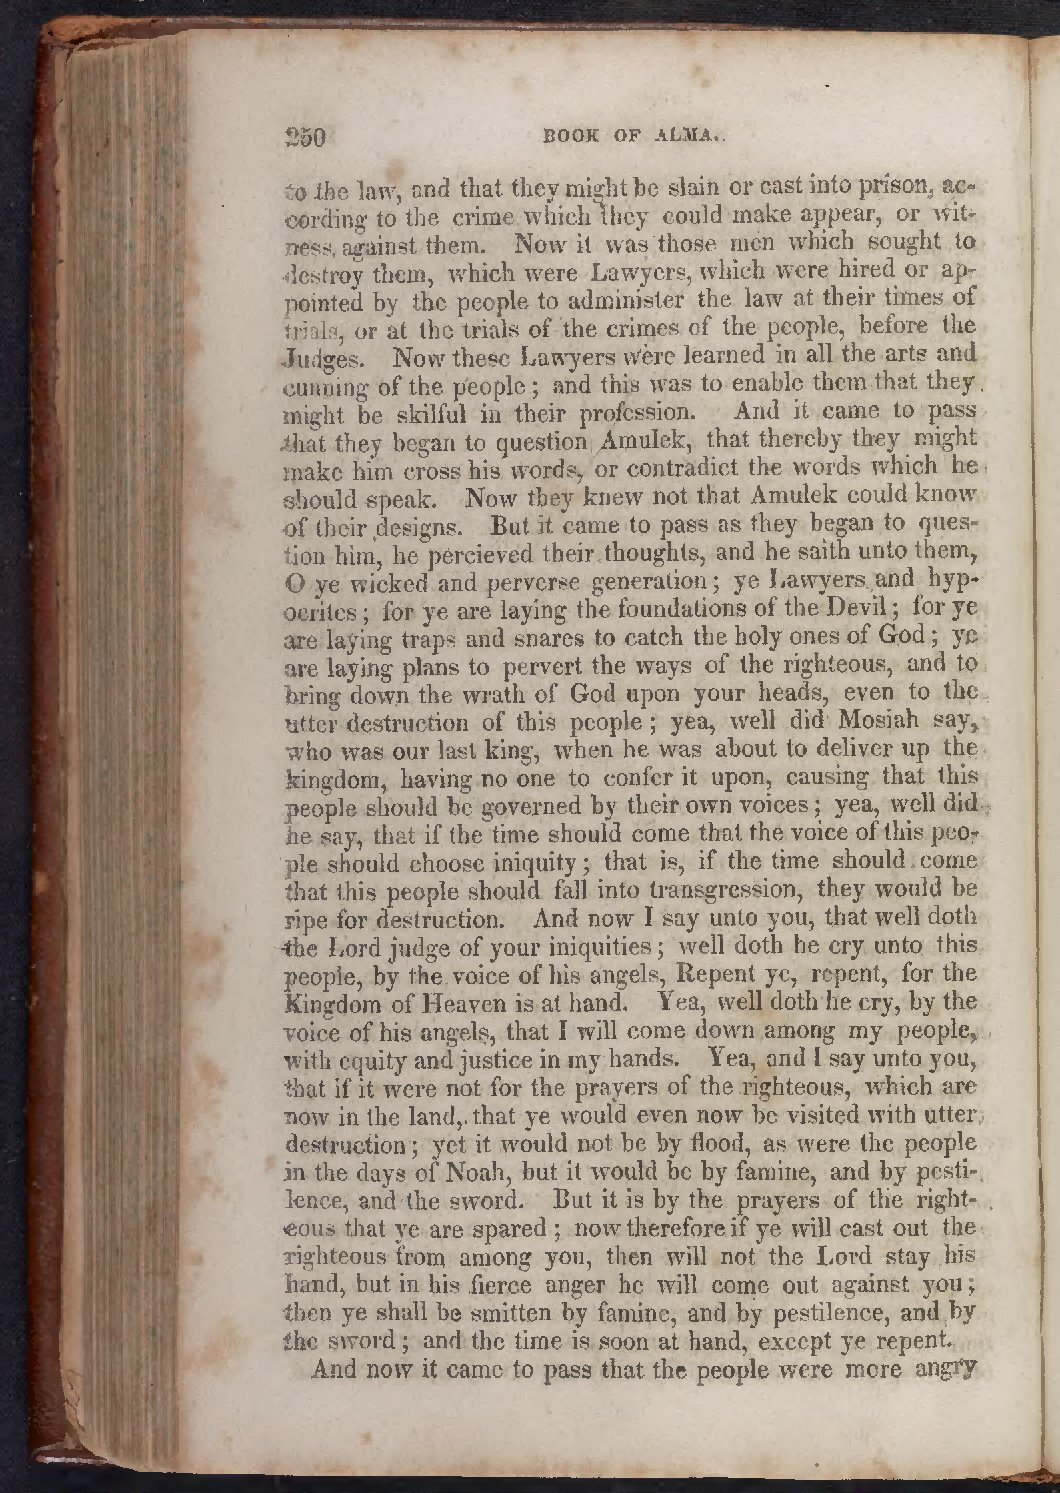 250 BOOK OF ALMA.
to the law, and that they might be slain or cast into prison, ac-
cording to the crime which they could make appear, or wit-
ness, against them. Now it was those men which sought to
destroy them, which were Lawyers, which were hired or ap-
pointed by the people to administer the law at their times of
trials, or at the trials of the crimes of the people, before the
Judges. Now these Lawyers were learned in all the arts and
cunning of the people; and this was to enable them that they
might be skilful in their profession. And it came to pass
that they began to question Amulek, that thereby they might
make him cross his words, or contradict the words which he
should speak. Now they knew not that Amulek could know
of their designs. But it came to pass as they began to ques-
tion him, he percieved their thoughts, and he saith unto them,
O ye wicked and perverse generation; ye Lawyers and hyp-
ocrites; for ye are laying the foundations of the Devil; for ye
are laying traps and snares to catch the holy ones of God; ye
are laying plans to pervert the ways of the righteous, and to
bring down the wrath of God upon your heads, even to the
utter destruction of this people; yea, well did Mosiah say,
who was our last king, when he was about to deliver up the
kingdom, having no one to confer it upon, causing that this
people should be governed by their own voices; yea, well did
he say, that if the time should come that the voice of this peo-
ple should choose iniquity; that is, if the time should come
that this people should fall into transgression, they would be
ripe for destruction. And now I say unto you, that well doth
the Lord judge of your iniquities; well doth he cry unto this
people, by the voice of his angels, Repent ye, repent, for the
Kingdom of Heaven is at hand. Yea, well doth he cry, by the
voice of his angels, that I will come down among my people,
with equity and justice in my hands. Yea, and I say unto you,
that if it were not for the prayers of the righteous, which are
now in the land, that ye would even now be visited with utter
destruction; yet it would not be by flood, as were the people
in the days of Noah, but it would be by famine, and by pesti-
lence, and the sword. But it is by the prayers of the right-
eous that ye are spared; now therefore if ye will cast out the
righteous from among you, then will not the Lord stay his
hand, but in his fierce anger he will come out against you;
then ye shall be smitten by famine, and by pestilence, and by
the sword; and the time is soon at hand, except ye repent.
And now it came to pass that the people were more angry